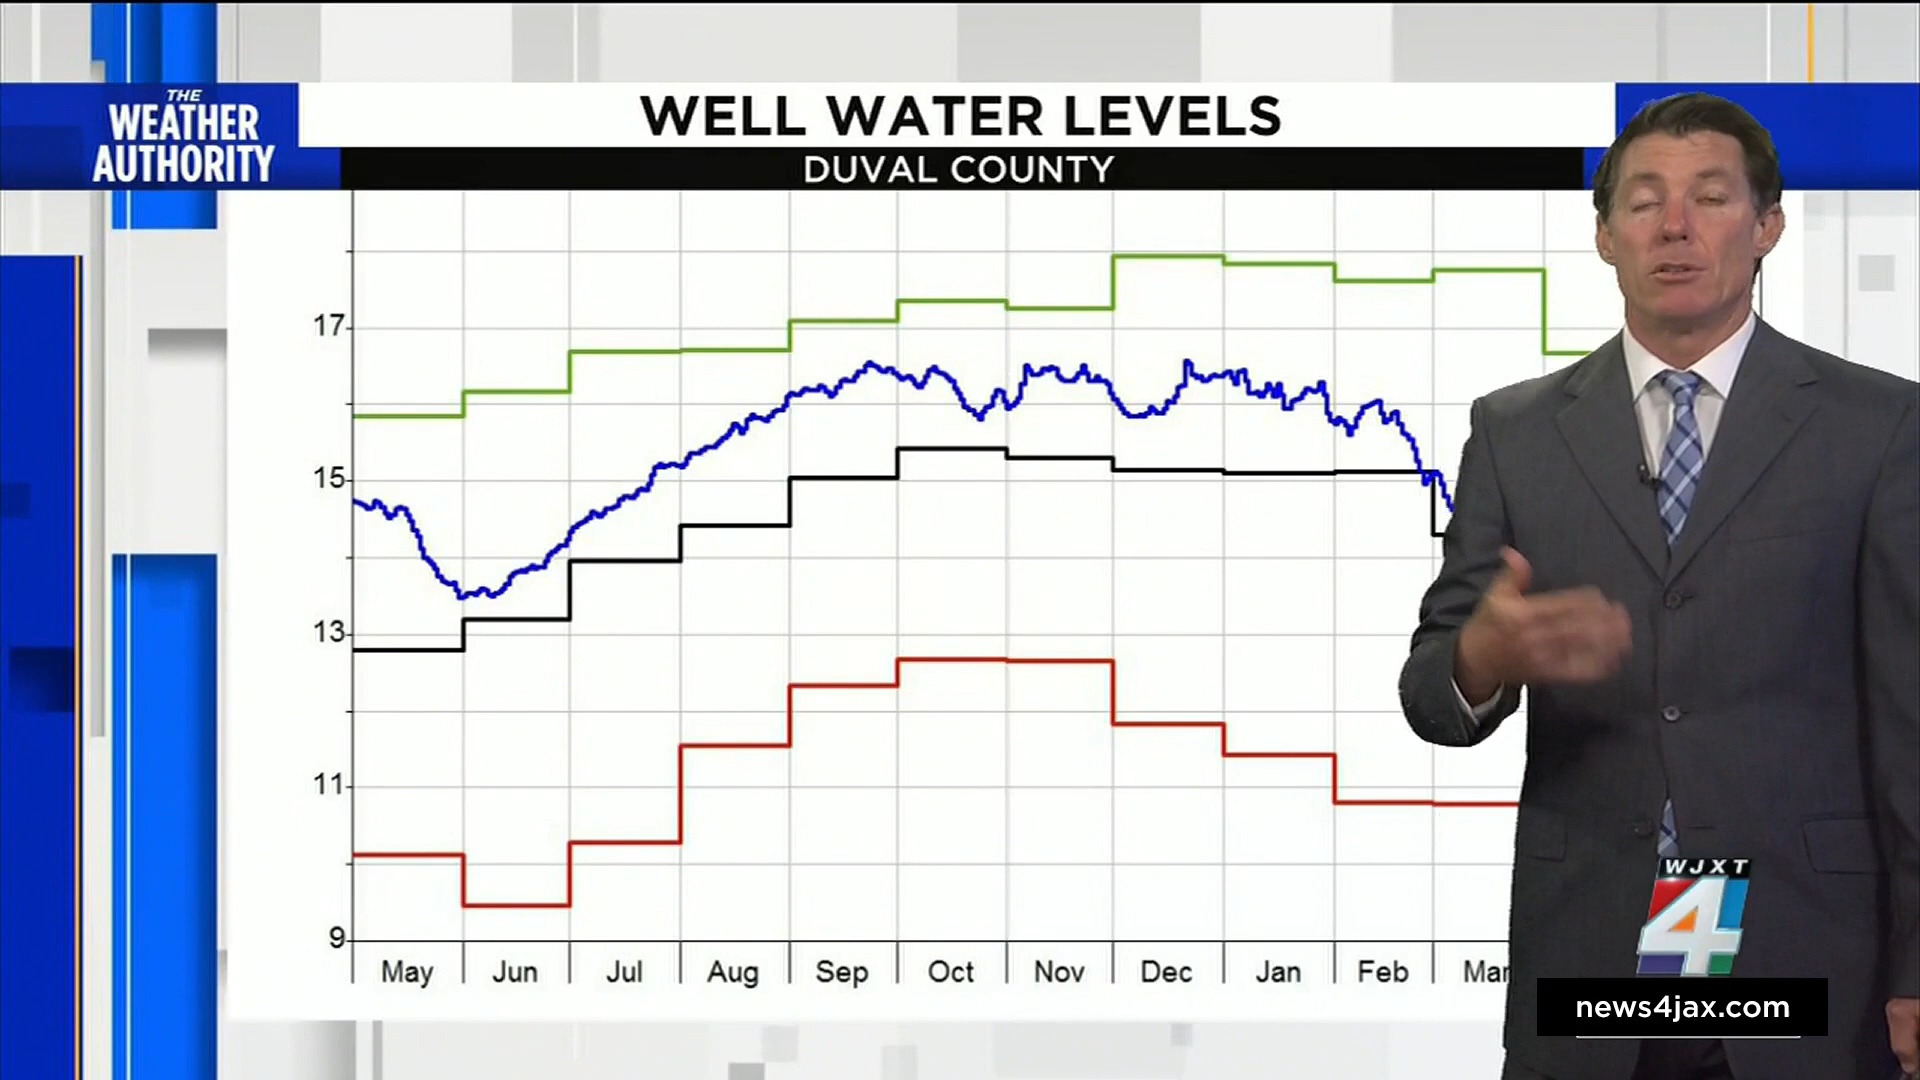 THE
WEATHER
AUTHORITY
WELL WATER LEVELS
DUVAL COUNTY
17
15
13
11
9
May Jun Jul Aug Sep Oct Nov Dec Jan Feb Mar
WJXT
4
news4jax.com